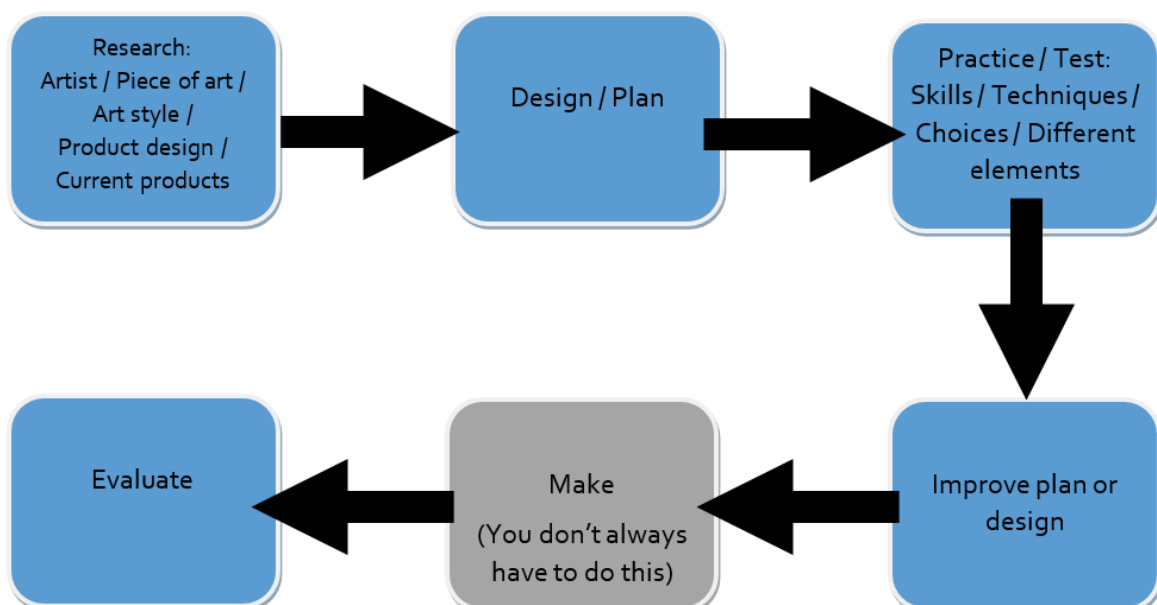 Research:
Artist / Piece of art /
Art style /
Product design /
Current products
Design / Plan
Practice / Test:
Skills / Techniques /
Choices / Different
elements
Improve plan or
design
Make
(You don’t always
have to do this)
Evaluate